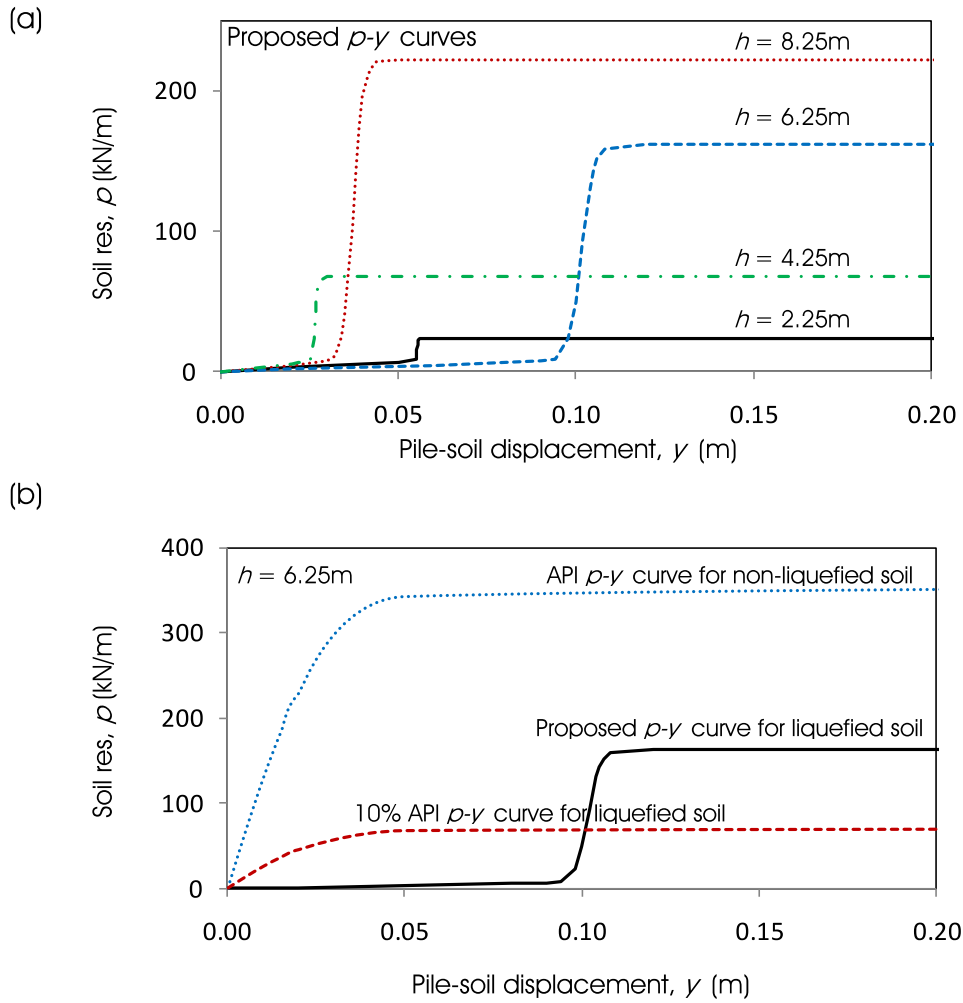 (a)
Proposed p-y curves
h = 8.25m
h = 6.25m
h = 4.25m
h = 2.25m
200
100
0
Soil res, p (kN/m)
0.00 0.05 0.10 0.15 0.20
Pile-soil displacement, y (m)
(b)
h = 6.25m
API p-y curve for non-liquefied soil
Proposed p-y curve for liquefied soil
10% API p-y curve for liquefied soil
400
300
200
100
0
Soil res, p (kN/m)
0.00 0.05 0.10 0.15 0.20
Pile-soil displacement, y (m)